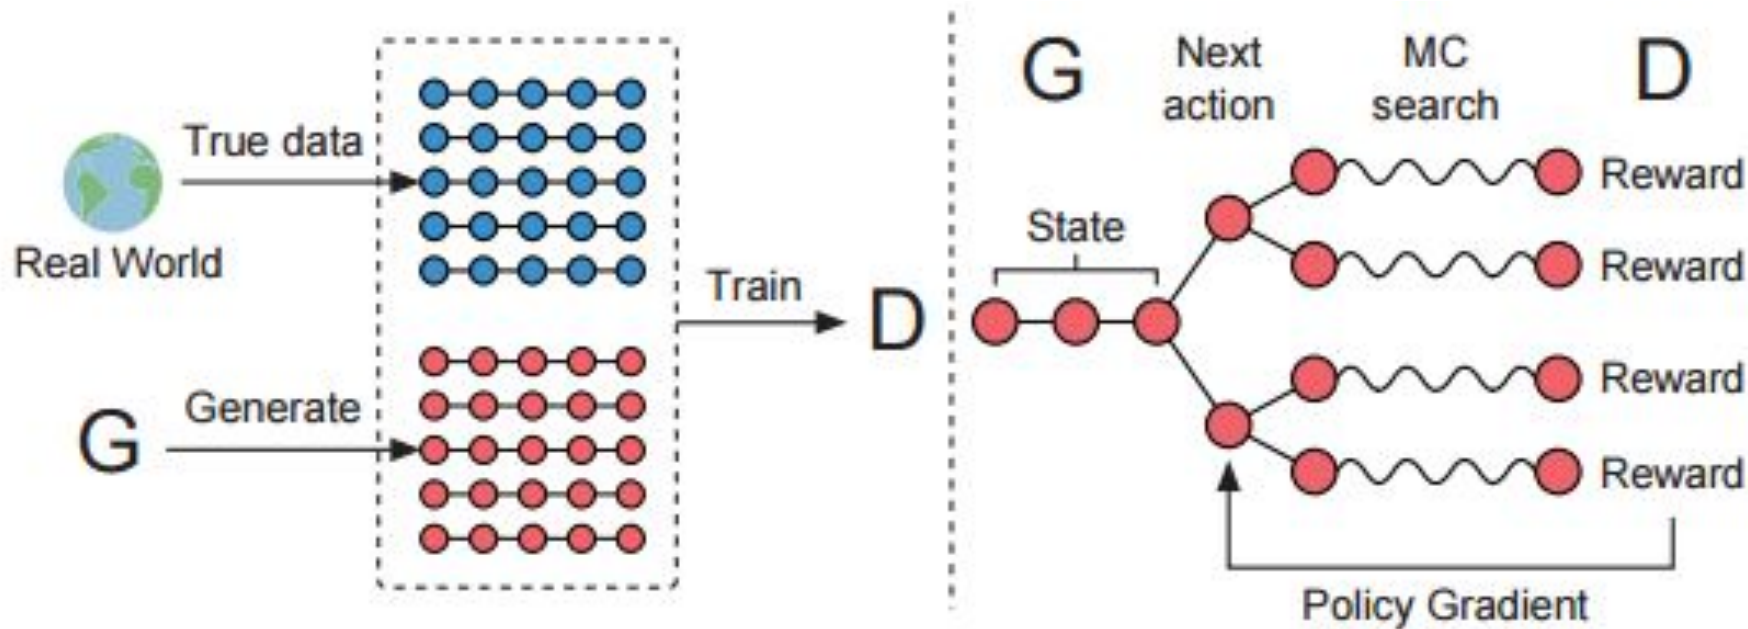 True data
Real World
G
Generate
Train
D
G
Next
action
MC
search
D
State
Reward
Reward
Reward
Reward
Policy Gradient